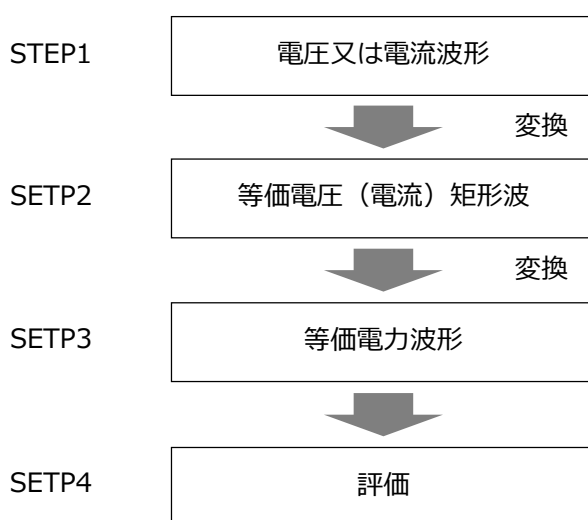 STEP1 電圧又は電流波形
変換
SETP2 等価電圧（電流）矩形波
変換
SETP3 等価電力波形
SETP4 評価